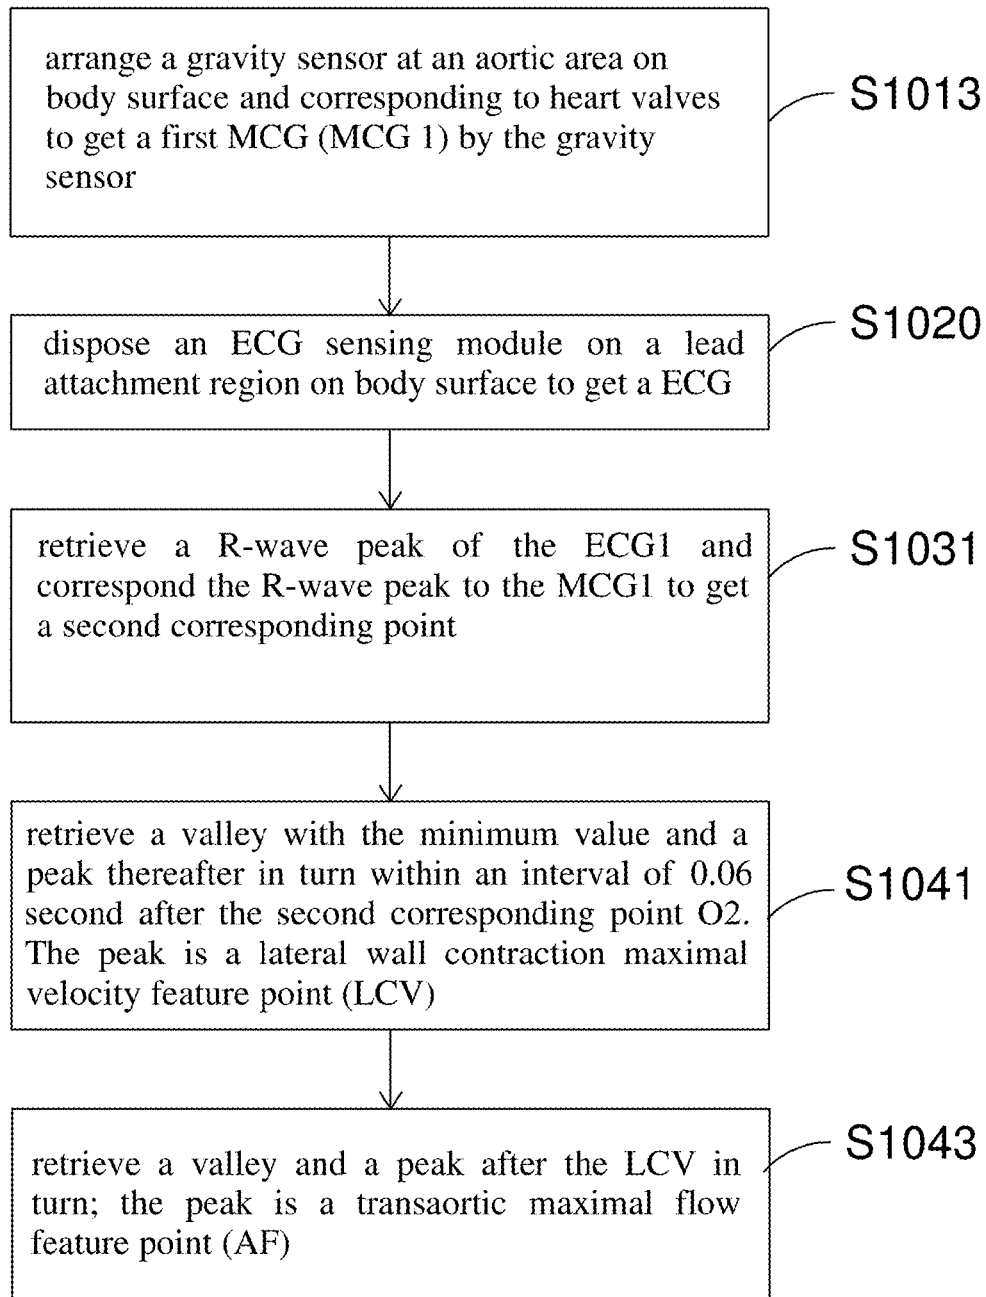 arrange a gravity sensor at an aortic area on
body surface and corresponding to heart valves
to get a first MCG (MCG 1) by the gravity
sensor
S1013
dispose an ECG sensing module on a lead
attachment region on body surface to get a ECG
S1020
retrieve a R-wave peak of the ECG1 and
correspond the R-wave peak to the MCG1 to get
a second corresponding point
S1031
retrieve a valley with the minimum value and a
peak thereafter in turn within an interval of 0.06
second after the second corresponding point O2.
The peak is a lateral wall contraction maximal
velocity feature point (LCV)
S1041
retrieve a valley and a peak after the LCV in
turn; the peak is a transaortic maximal flow
feature point (AF)
S1043